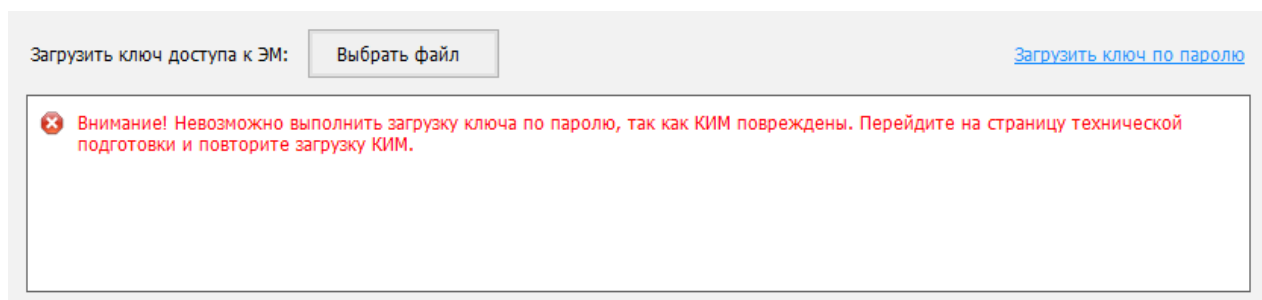 Загрузить ключ доступа к ЭМ: Выбрать файл Загрузить ключ по паролю
Внимание! Невозможно выполнить загрузку ключа по паролю, так как КИМ повреждены. Перейдите на страницу технической
подготовки и повторите загрузку КИМ.